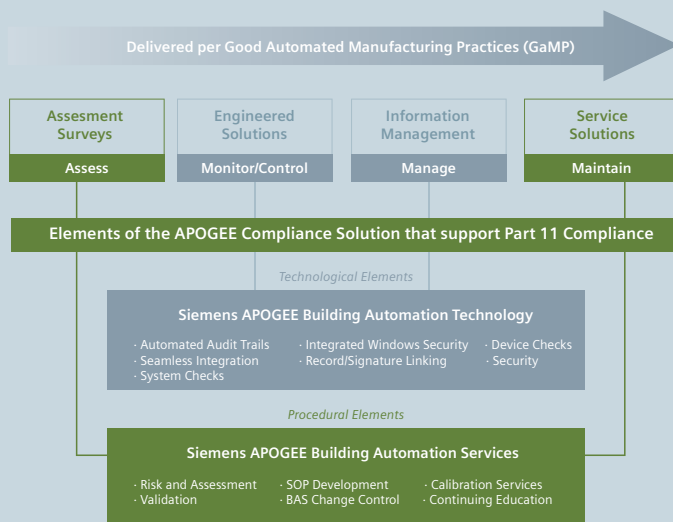 Delivered per Good Automated Manufacturing Practices (GaMP)
Assesment
Surveys
Assess
Engineered
Solutions
Monitor/Control
Information
Management
Manage
Service
Solutions
Maintain
Elements of the APOGEE Compliance Solution that support Part 11 Compliance
Technological Elements
Siemens APOGEE Building Automation Technology
· Automated Audit Trails · Integrated Windows Security · Device Checks
· Seamless Integration · Record/Signature Linking · Security
· System Checks
Procedural Elements
Siemens APOGEE Building Automation Services
· Risk and Assessment · SOP Development · Calibration Services
· Validation · BAS Change Control · Continuing Education